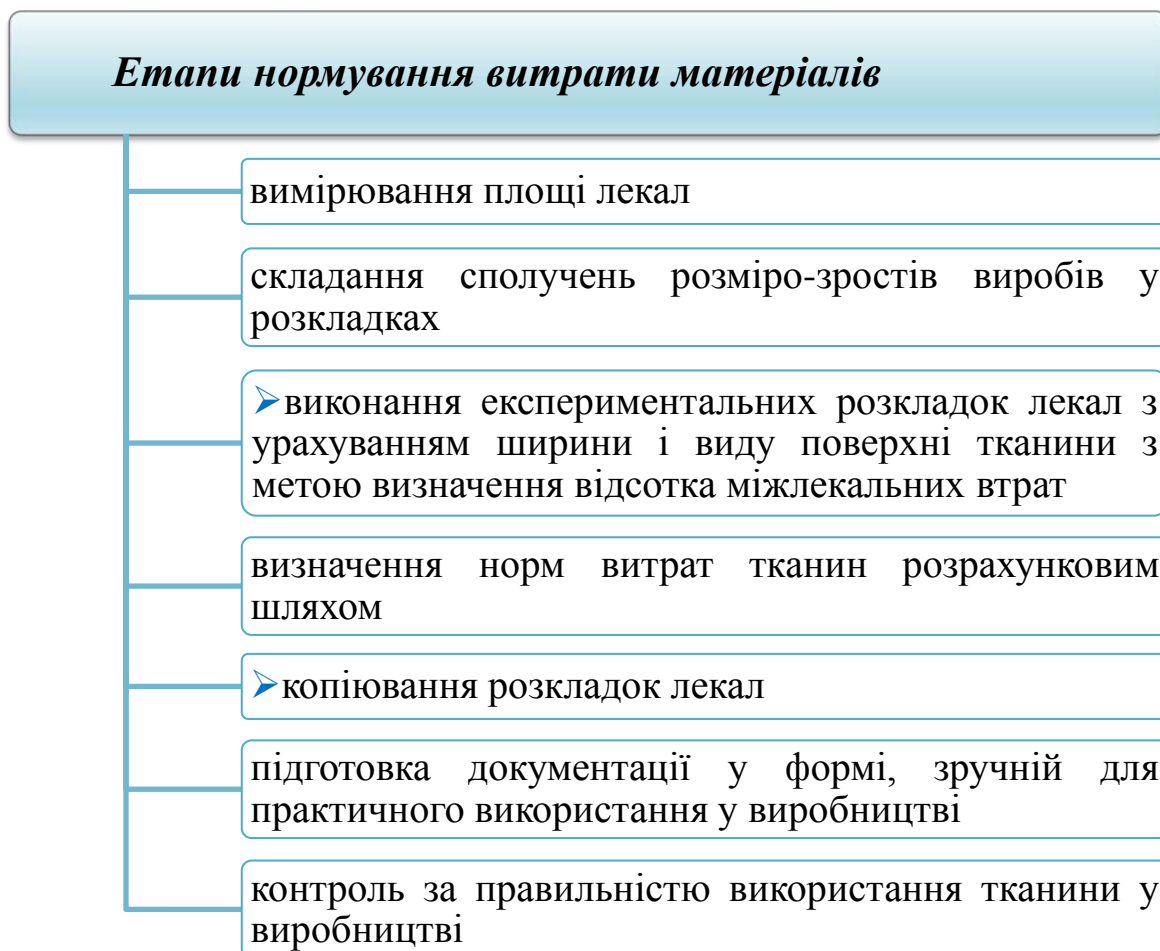 Етапи нормування витрати матеріалів
вимірювання площі лекал
складання сполучень розміро-зростів виробів у
розкладках
➢виконання експериментальних розкладок лекал з
урахуванням ширини і виду поверхні тканини з
метою визначення відсотка міжлекальних втрат
визначення норм витрат тканин розрахунковим
шляхом
➢копіювання розкладок лекал
підготовка документації у формі, зручній для
практичного використання у виробництві
контроль за правильністю використання тканини у
виробництві